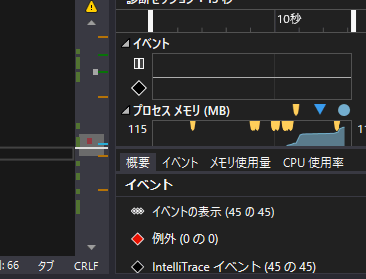 10秒
イベント
プロセス メモリ (MB)
115
115
概要 イベント メモリ使用量 CPU 使用率
イベント
イベントの表示 (45 の 45)
例外 (0 の 0)
IntelliTrace イベント (45 の 45)
: 66 タブ CRLF